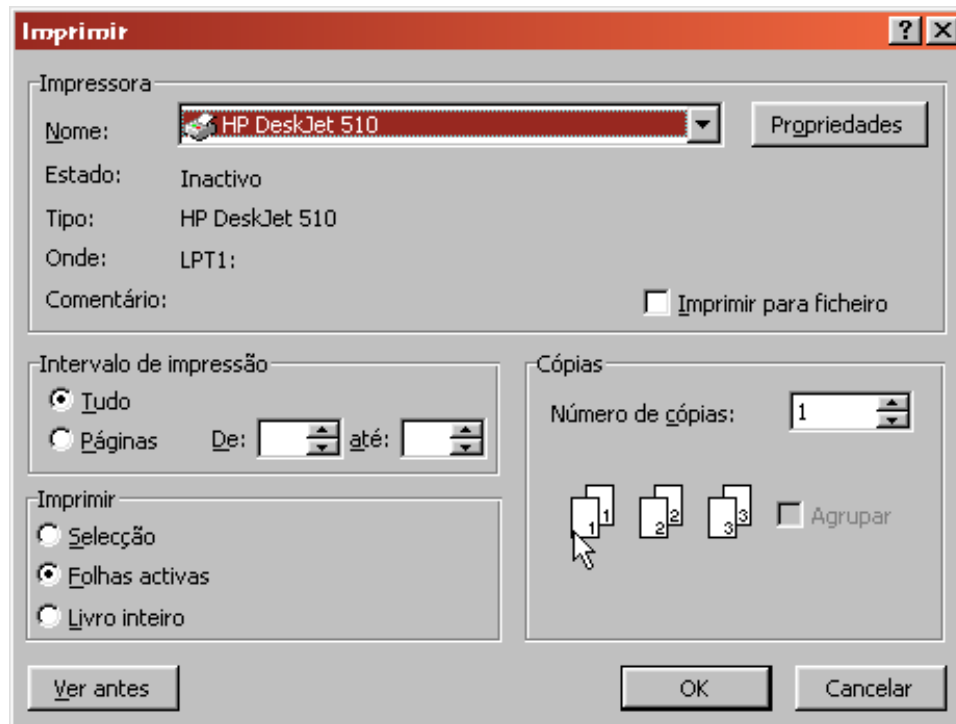 Imprimir
Impressora
Nome: HP DeskJet 510 Propriedades
Estado: Inactivo
Tipo: HP DeskJet 510
Onde: LPT1:
Comentário: Imprimir para ficheiro
Intervalo de impressão
Tudo
Páginas De: até:
Cópias
Número de cópias: 1
1 1 2 2 3 3 Agrupar
Imprimir
Selecção
Folhas activas
Livro inteiro
Ver antes OK Cancelar